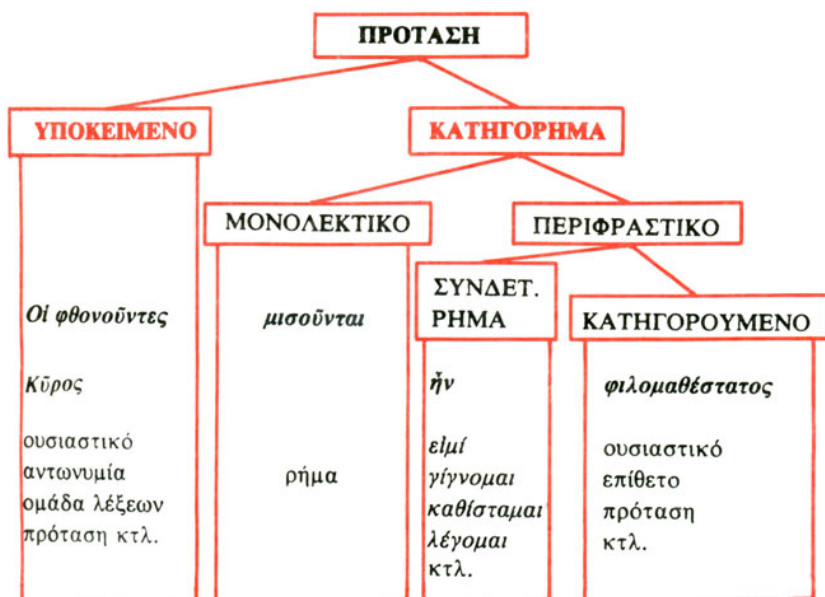 ΠΡΟΤΑΣΗ
ΥΠΟΚΕΙΜΕΝΟ
ΚΑΤΗΓΟΡΗΜΑ
ΜΟΝΟΛΕΚΤΙΚΟ
ΠΕΡΙΦΡΑΣΤΙΚΟ
ΣΥΝΔΕΤ.
ΡΗΜΑ
ΚΑΤΗΓΟΡΟΥΜΕΝΟ
Οἱ φθονοῦντες
μισοῦνται
Κῦρος
ἦν
φιλομαθέστατος
ουσιαστικό
αντωνυμία
ομάδα λέξεων
πρόταση κτλ.
ρήμα
εἰμί
γίγνομαι
καθίσταμαι
λέγομαι
κτλ.
ουσιαστικό
επίθετο
πρόταση
κτλ.